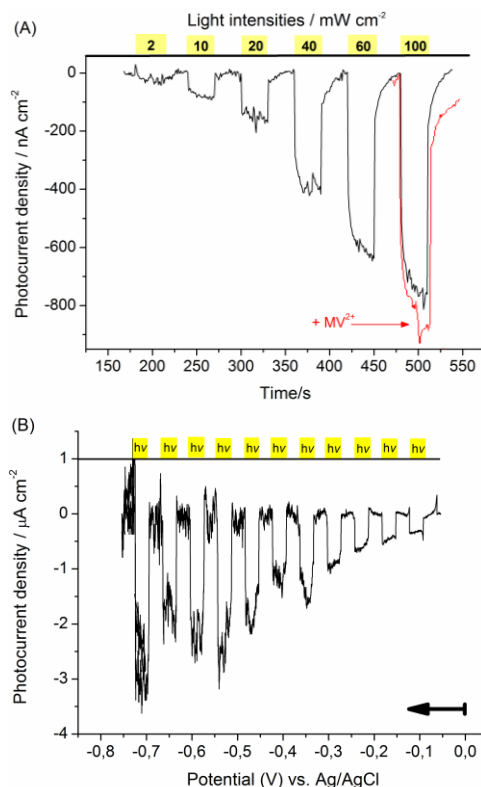 (A)
Light intensities / mW cm⁻²
2 10 20 40 60 100
0
-200
-400
-600
-800
Photocurrent density / nA cm⁻²
+ MV²⁺
150 200 250 300 350 400 450 500 550
Time/s
(B)
hν hν hν hν hν hν hν hν hν hν hν
1
0
-1
-2
-3
-4
Photocurrent density / µA cm⁻²
-0,8 -0,7 -0,6 -0,5 -0,4 -0,3 -0,2 -0,1 0,0
Potential (V) vs. Ag/AgCl